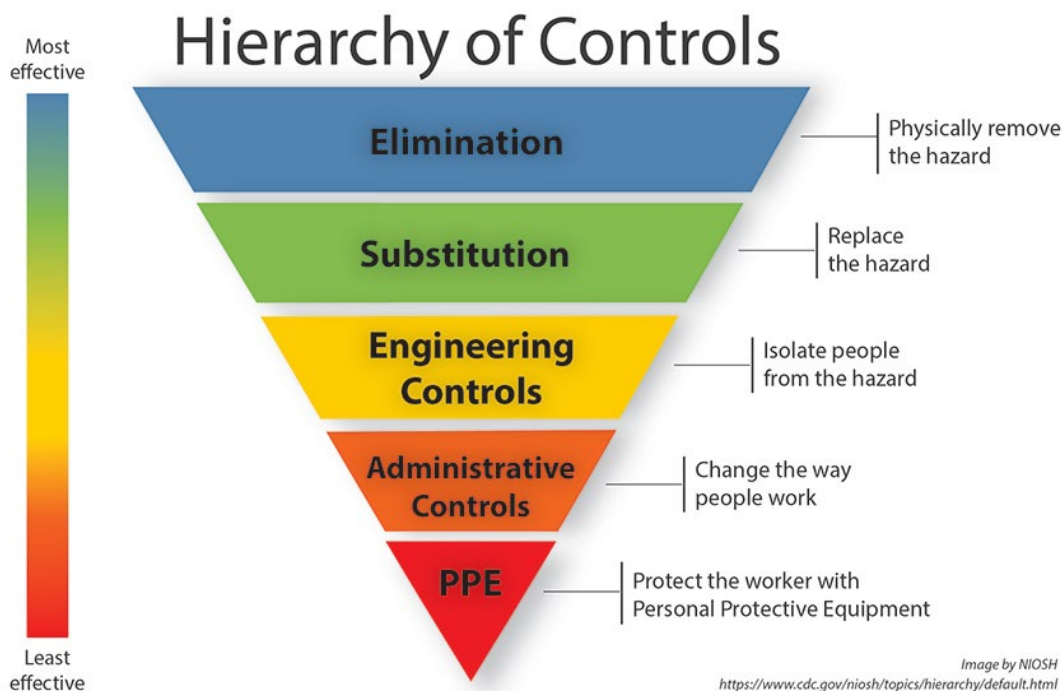 Hierarchy of Controls
Most
effective
Elimination
Physically remove
the hazard
Substitution
Replace
the hazard
Engineering
Controls
Isolate people
from the hazard
Administrative
Controls
Change the way
people work
PPE
Protect the worker with
Personal Protective Equipment
Least
effective
Image by NIOSH
https://www.cdc.gov/niosh/topics/hierarchy/default.html